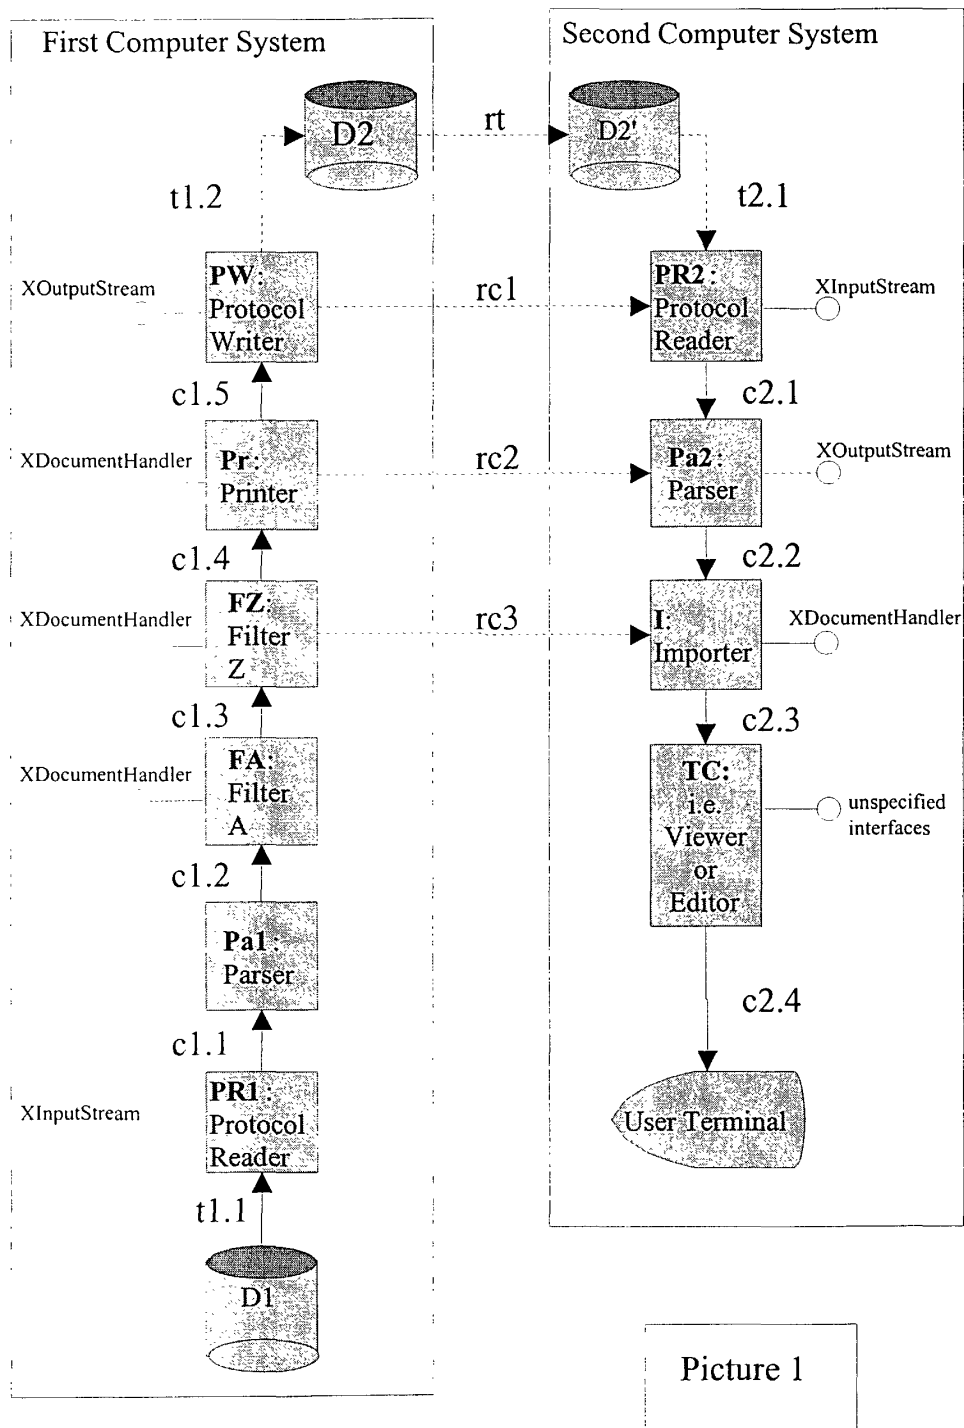 First Computer System
Second Computer System
D2
rt
D2'
t1.2
t2.1
XOutputStream
PW:
Protocol
Writer
rc1
PR2:
Protocol
Reader
XInputStream
c1.5
c2.1
XDocumentHandler
Pr:
Printer
rc2
Pa2:
Parser
XOutputStream
c1.4
c2.2
XDocumentHandler
FZ:
Filter
Z
rc3
I:
Importer
XDocumentHandler
c1.3
c2.3
XDocumentHandler
FA:
Filter
A
TC:
i.e.
Viewer
or
Editor
unspecified
interfaces
c1.2
Pa1:
Parser
c2.4
c1.1
XInputStream
PR1:
Protocol
Reader
User Terminal
t1.1
D1
Picture 1